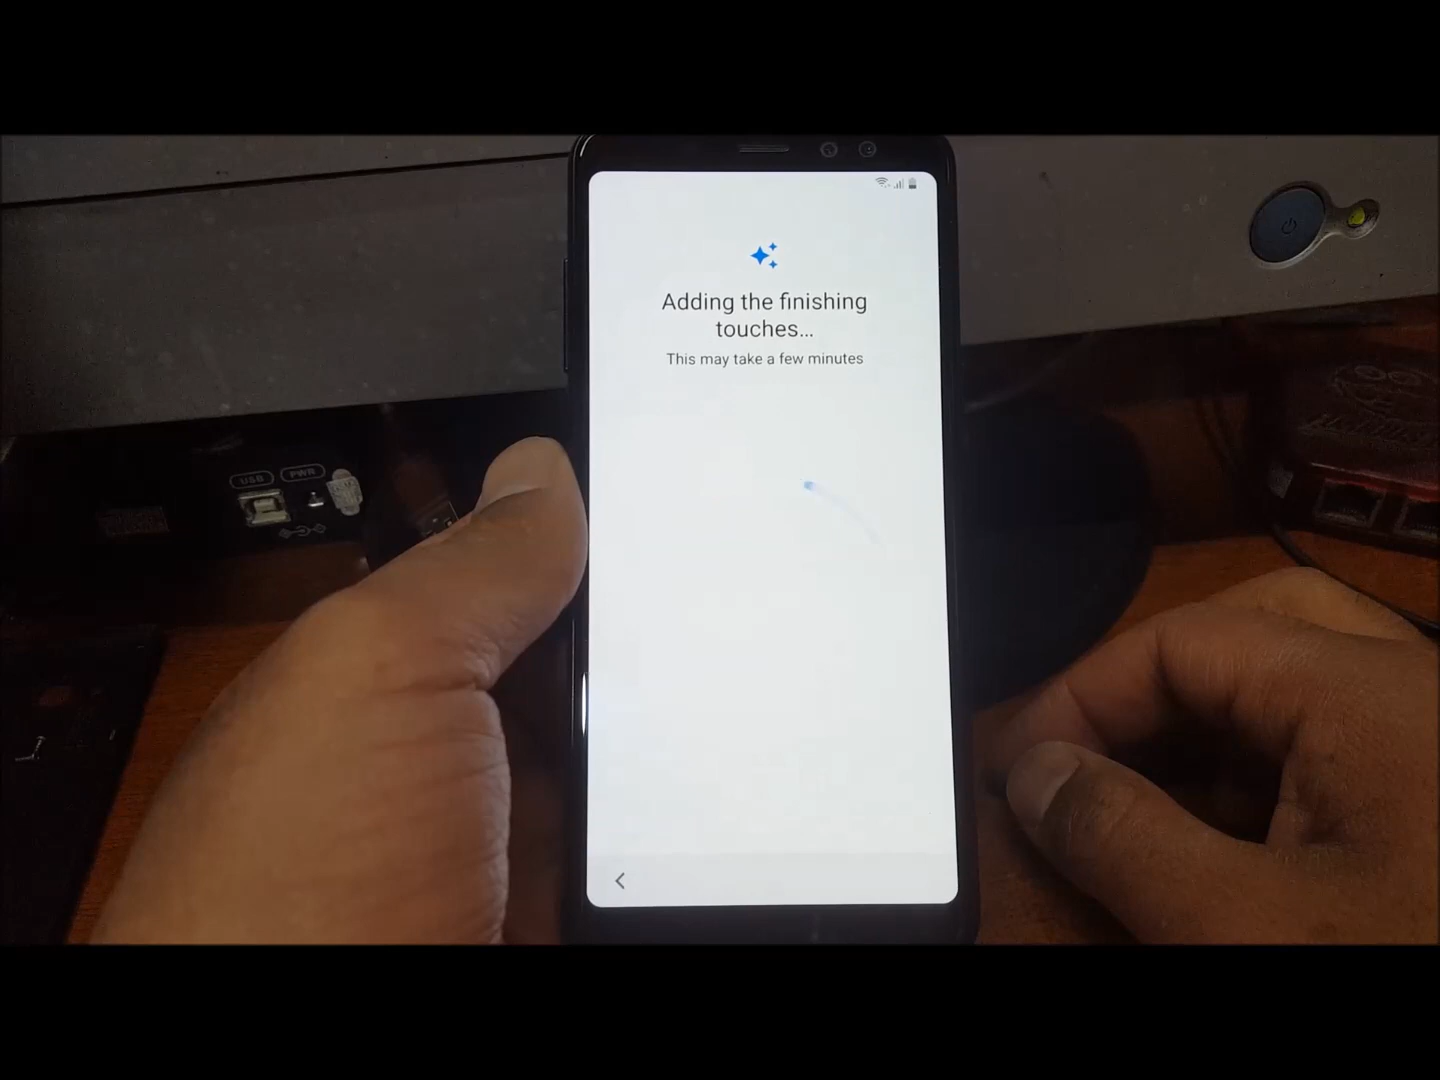 Adding the finishing
touches...
This may take a few minutes
USB
PWR